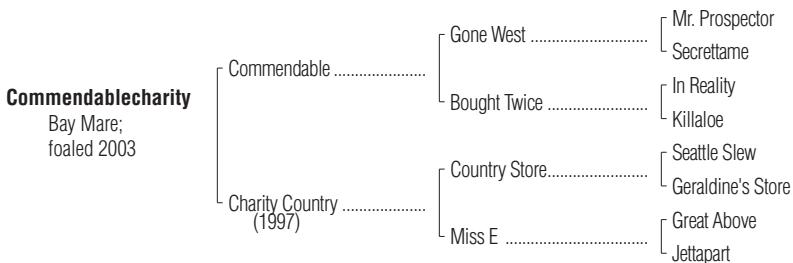 Mr. Prospector
Gone West ..............................
Secrettame
Commendable .......................
In Reality
Bought Twice ..........................
Killaloe
Commendablecharity
Bay Mare;
foaled 2003
Seattle Slew
Country Store..........................
Geraldine's Store
Charity Country .....................
(1997)
Great Above
Miss E ....................................
Jettapart